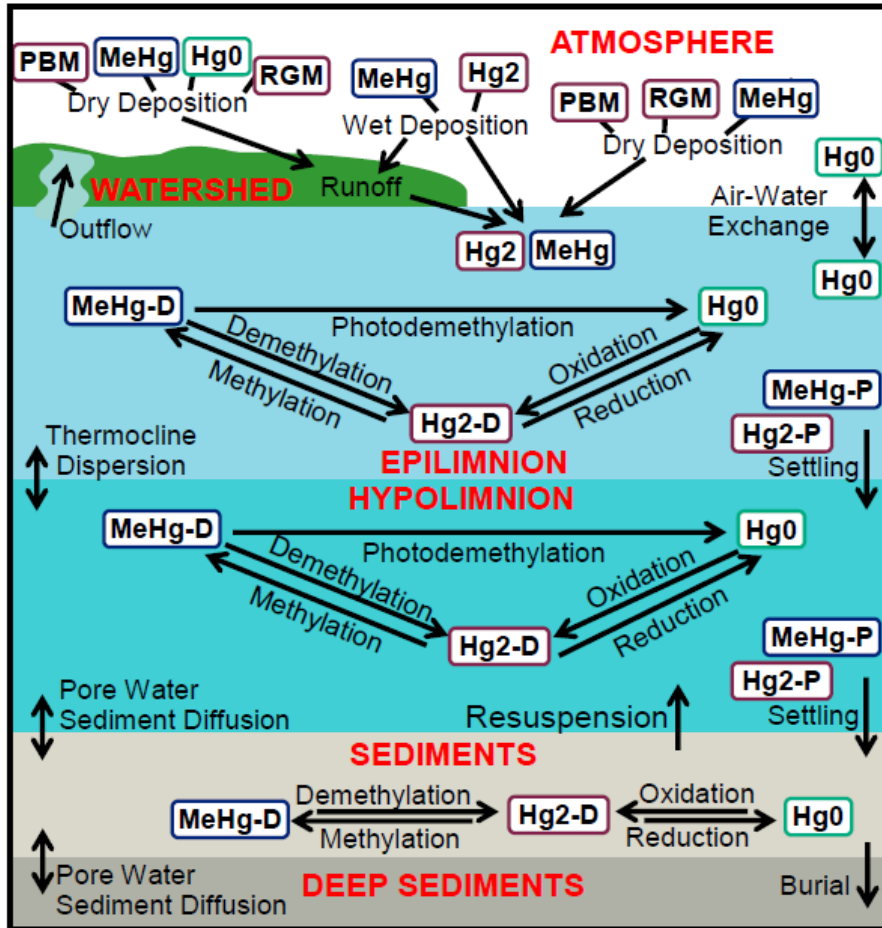 ATMOSPHERE
PBM
MeHg
Hg0
RGM
Dry Deposition
MeHg
Hg2
Wet Deposition
PBM
RGM
MeHg
Dry Deposition
Hg0
Air-Water
Exchange
Hg0
WATERSHED
Runoff
Outflow
Hg2
MeHg
MeHg-D
Photodemethylation
Hg0
Demethylation
Methylation
Oxidation
Reduction
Hg2-D
MeHg-P
Hg2-P
Settling
Thermocline
Dispersion
EPILIMNION
HYPOLIMNION
MeHg-D
Photodemethylation
Hg0
Demethylation
Methylation
Oxidation
Reduction
Hg2-D
MeHg-P
Hg2-P
Settling
Pore Water
Sediment Diffusion
Resuspension
SEDIMENTS
MeHg-D
Demethylation
Methylation
Hg2-D
Oxidation
Reduction
Hg0
Pore Water
Sediment Diffusion
DEEP SEDIMENTS
Burial